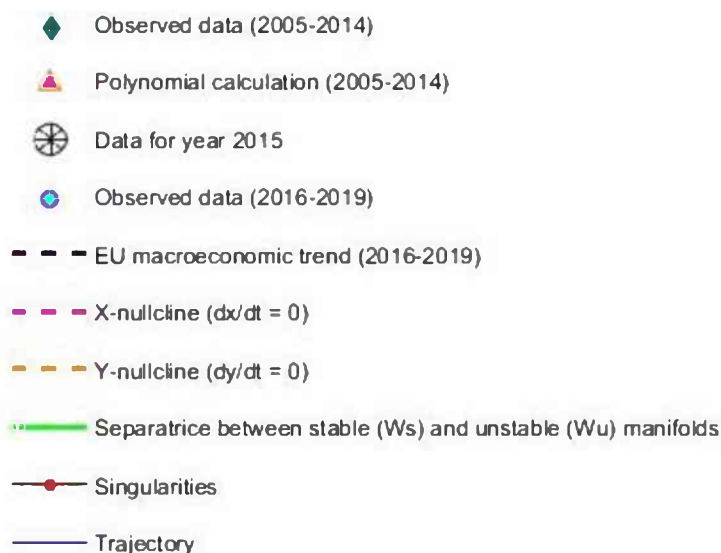 Observed data (2005-2014)
Polynomial calculation (2005-2014)
Data for year 2015
Observed data (2016-2019)
EU macroeconomic trend (2016-2019)
X-nullcline (dx/dt = 0)
Y-nullcline (dy/dt = 0)
Separatrice between stable (Ws) and unstable (Wu) manifolds
Singularities
Trajectory